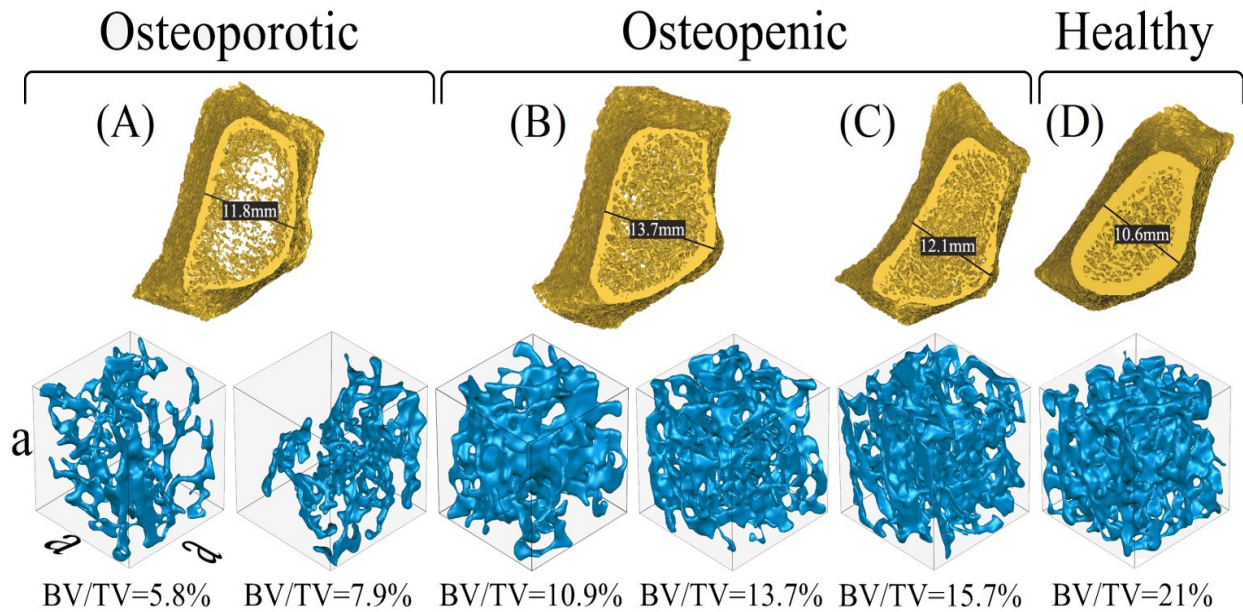 Osteoporotic
Osteopenic
Healthy
(A)
(B)
(C)
(D)
11.8mm
13.7mm
12.1mm
10.6mm
a
a
a
BV/TV=5.8%
BV/TV=7.9%
BV/TV=10.9%
BV/TV=13.7%
BV/TV=15.7%
BV/TV=21%